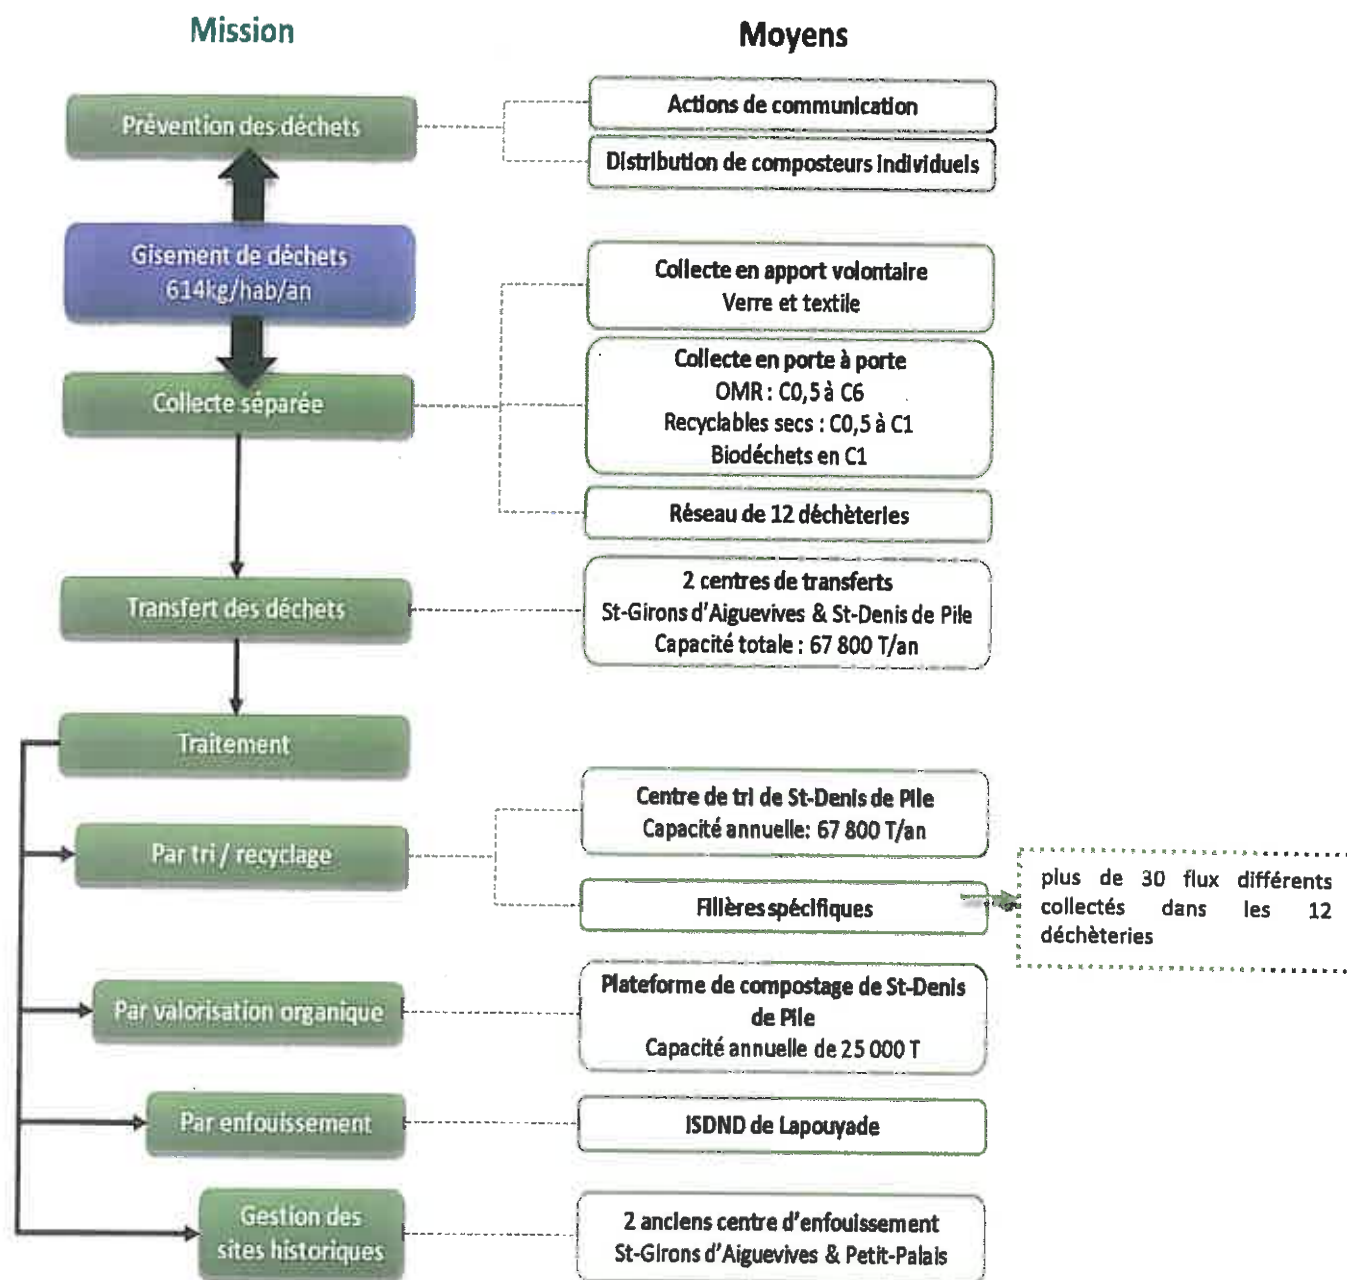 Mission
Moyens
Prévention des déchets
Actions de communication
Distribution de composteurs individuels
Gisement de déchets
614kg/hab/an
Collecte en apport volontaire
Verre et textile
Collecte séparée
Collecte en porte à porte
OMR : C0,5 à C6
Recyclables secs : C0,5 à C1
Biodéchets en C1
Réseau de 12 déchèteries
Transfert des déchets
2 centres de transferts
St-Girons d'Aiguevives & St-Denis de Pile
Capacité totale : 67 800 T/an
Traitement
Par tri / recyclage
Centre de tri de St-Denis de Pile
Capacité annuelle: 67 800 T/an
Filières spécifiques
plus de 30 flux différents
collectés dans les 12
déchèteries
Par valorisation organique
Plateforme de compostage de St-Denis
de Pile
Capacité annuelle de 25 000 T
Par enfouissement
ISDND de Lapouyade
Gestion des
sites historiques
2 anciens centre d'enfouissement
St-Girons d'Aiguevives & Petit-Palais